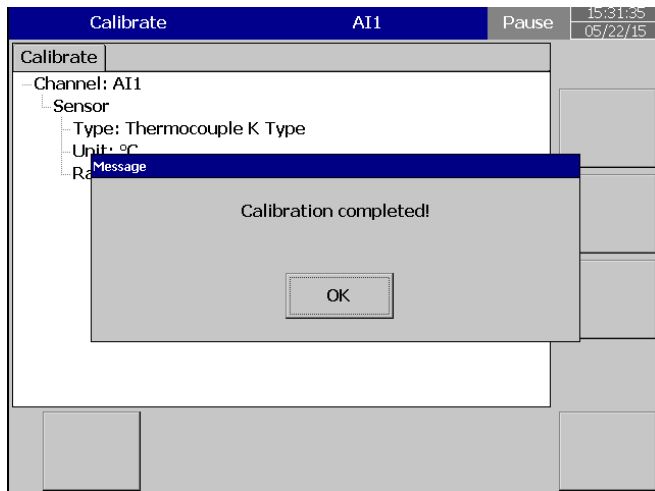 Calibrate AI1 Pause 15:31:35
05/22/15
Calibrate
Channel: AI1
Sensor
Type: Thermocouple K Type
Unit: °C
Message
Calibration completed!
OK